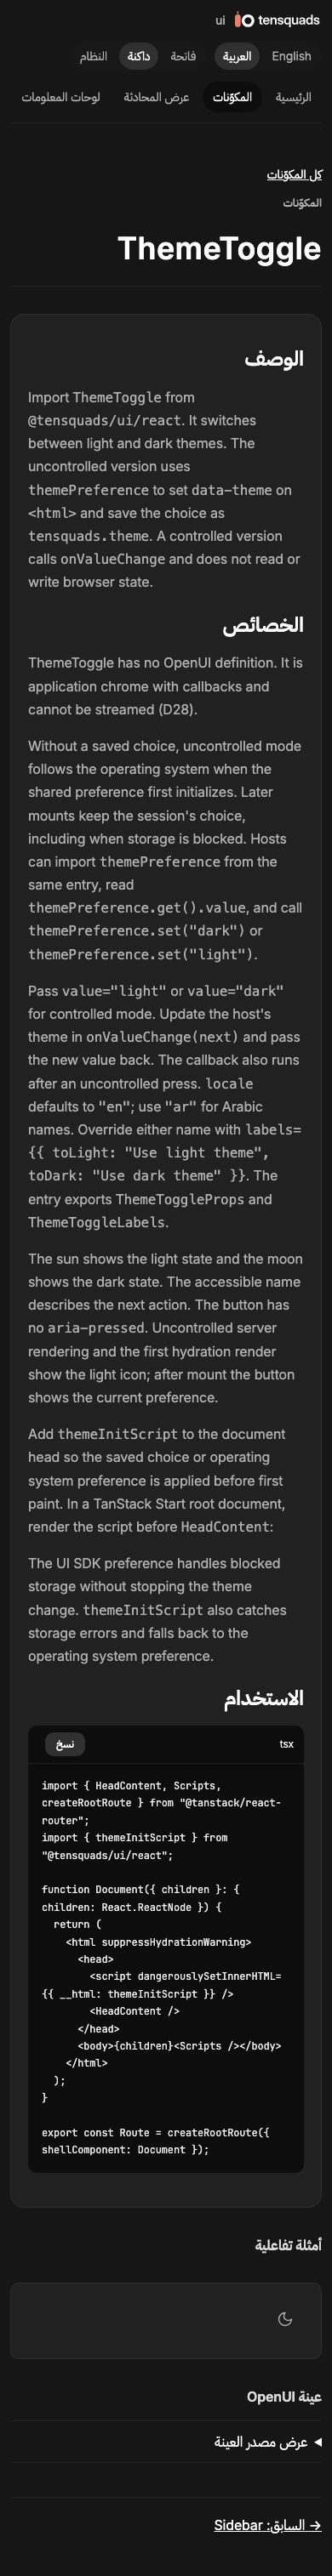 tensquads ui
English العربية فاتحة داكنة النظام
الرئيسية المكوّنات عرض المحادثة لوحات المعلومات
كل المكوّنات
المكوّنات
ThemeToggle
الوصف
Import ThemeToggle from
@tensquads/ui/react. It switches
between light and dark themes. The
uncontrolled version uses
themePreference to set data-theme on
<html> and save the choice as
tensquads.theme. A controlled version
calls onValueChange and does not read or
write browser state.
الخصائص
ThemeToggle has no OpenUI definition. It is
application chrome with callbacks and
cannot be streamed (D28).
Without a saved choice, uncontrolled mode
follows the operating system when the
shared preference first initializes. Later
mounts keep the session's choice,
including when storage is blocked. Hosts
can import themePreference from the
same entry, read
themePreference.get().value, and call
themePreference.set("dark") or
themePreference.set("light").
Pass value="light" or value="dark"
for controlled mode. Update the host's
theme in onValueChange(next) and pass
the new value back. The callback also runs
after an uncontrolled press. locale
defaults to "en"; use "ar" for Arabic
names. Override either name with labels=
{{ toLight: "Use light theme",
toDark: "Use dark theme" }}. The
entry exports ThemeToggleProps and
ThemeToggleLabels.
The sun shows the light state and the moon
shows the dark state. The accessible name
describes the next action. The button has
no aria-pressed. Uncontrolled server
rendering and the first hydration render
show the light icon; after mount the button
shows the current preference.
Add themeInitScript to the document
head so the saved choice or operating
system preference is applied before first
paint. In a TanStack Start root document,
render the script before HeadContent:
The UI SDK preference handles blocked
storage without stopping the theme
change. themeInitScript also catches
storage errors and falls back to the
operating system preference.
الاستخدام
tsx نسخ
import { HeadContent, Scripts,
createRootRoute } from "@tanstack/react-
router";
import { themeInitScript } from
"@tensquads/ui/react";
function Document({ children }: {
children: React.ReactNode }) {
return (
<html suppressHydrationWarning>
<head>
<script dangerouslySetInnerHTML=
{{ __html: themeInitScript }} />
<HeadContent />
</head>
<body>{children}<Scripts /></body>
</html>
);
}
export const Route = createRootRoute({
shellComponent: Document });
أمثلة تفاعلية
عينة OpenUI
عرض مصدر العينة
→ السابق: Sidebar